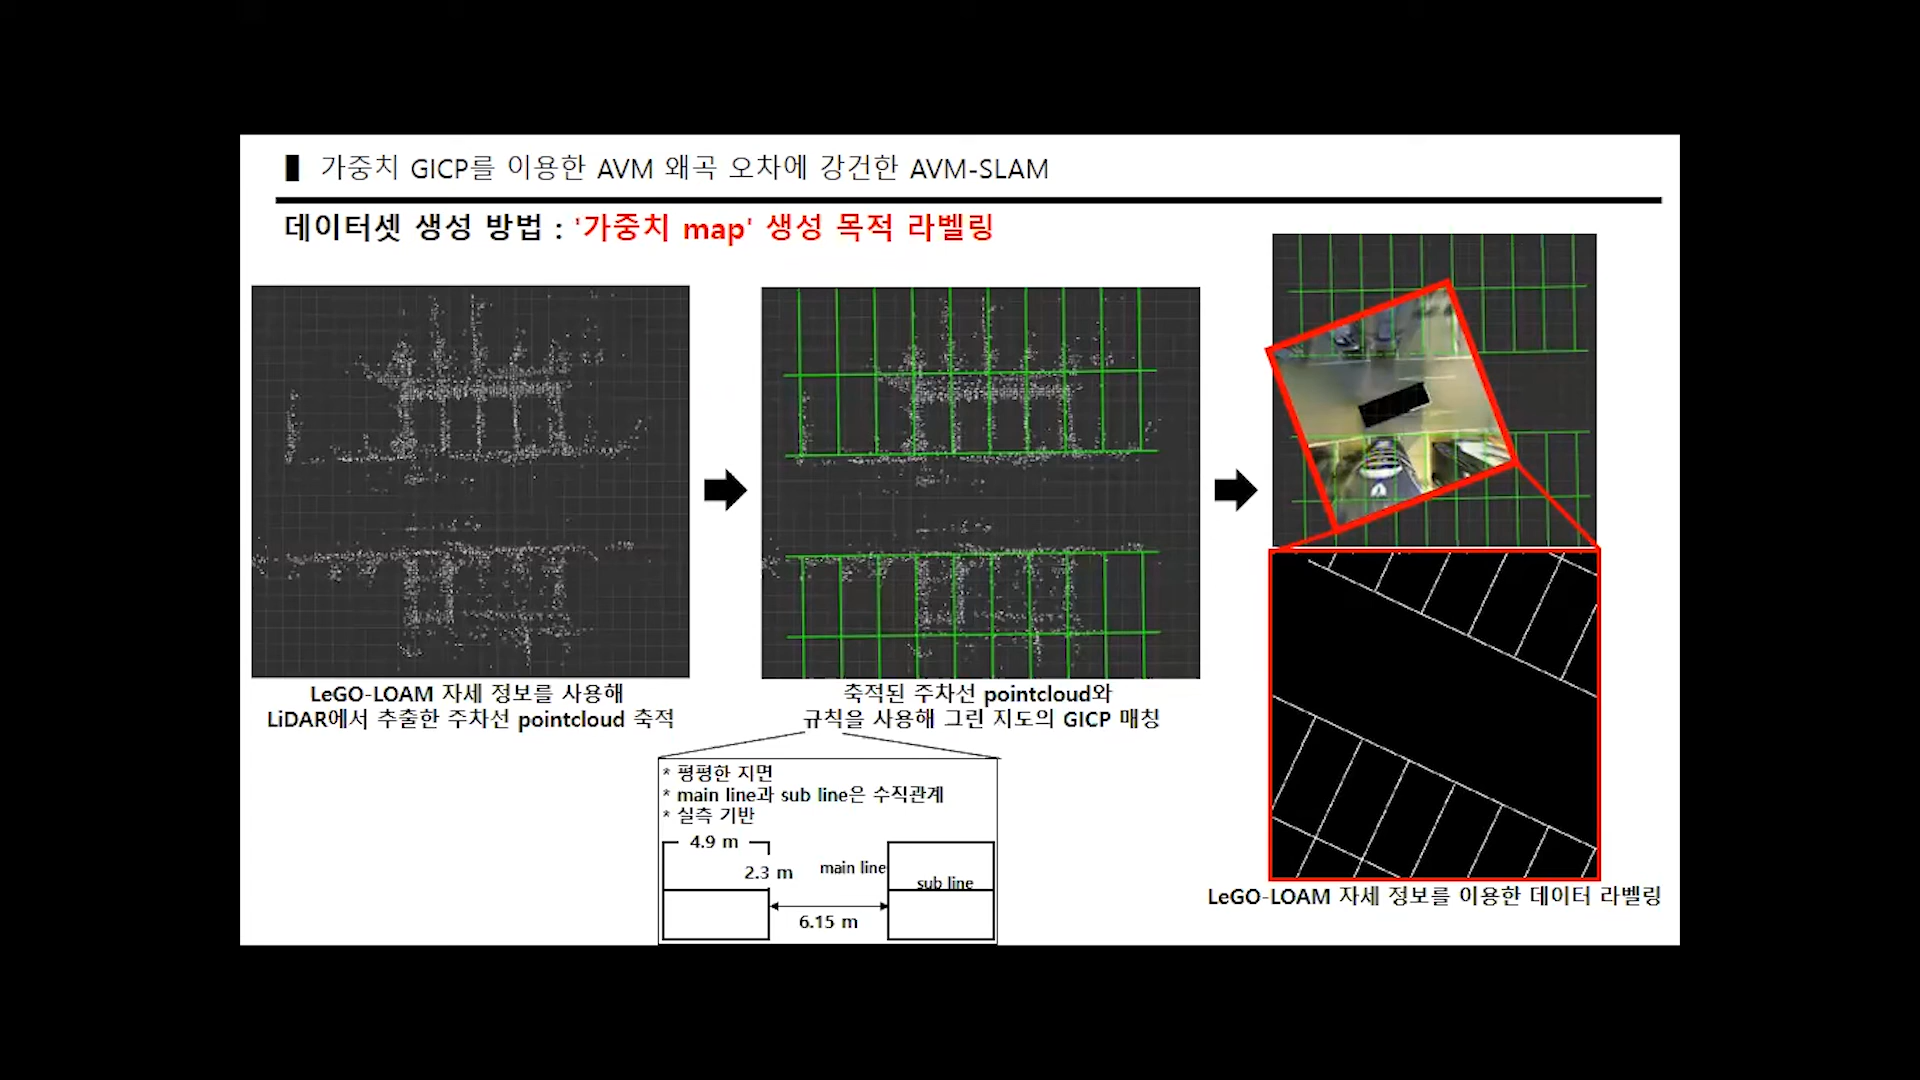 가중치 GICP를 이용한 AVM 왜곡 오차에 강건한 AVM-SLAM
데이터셋 생성 방법 : '가중치 map' 생성 목적 라벨링
LeGO-LOAM 자세 정보를 사용해
LiDAR에서 추출한 주차선 pointcloud 축적
축적된 주차선 pointcloud와
규칙을 사용해 그린 지도의 GICP 매칭
* 평평한 지면
* main line과 sub line은 수직관계
* 실측 기반
4.9 m
2.3 m
main line
sub line
6.15 m
LeGO-LOAM 자세 정보를 이용한 데이터 라벨링